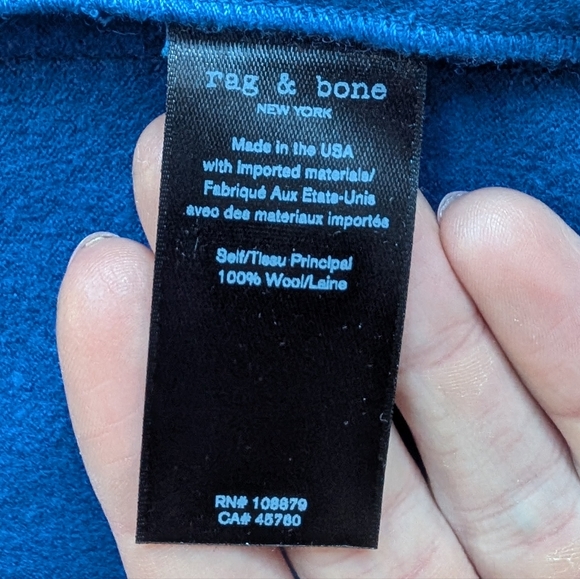 rag & bone
NEW YORK
Made in the USA
with imported materials/
Fabriqué Aux Etats-Unis
avec des materiaux importés
Self/Tissu Principal
100% Wool/Laine
RN# 108879
CA# 45760